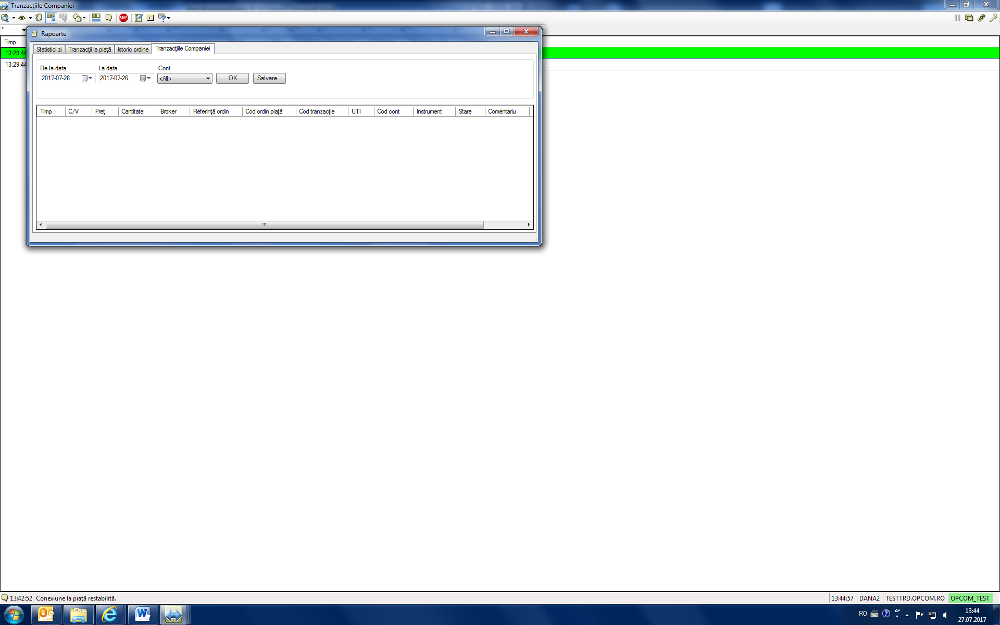 Tranzacţiile Companiei
STOP
E
Rapoarte
Timp
Statistici zi Tranzacţii la piaţă Istoric ordine Tranzacţiile Companiei
13:29:44
13:29:44
De la data La data Cont
2017-07-26 2017-07-26 <All> OK Salvare...
Timp C/V Preţ Cantitate Broker Referinţă ordin Cod ordin piaţă Cod tranzacţie UTI Cod cont Instrument Stare Comentariu
13:42:52 Conexiune la piaţă restabilită. 13:44:57 DANA2 TESTTRD.OPCOM.RO OPCOM_TEST
RO 13:44
27.07.2017